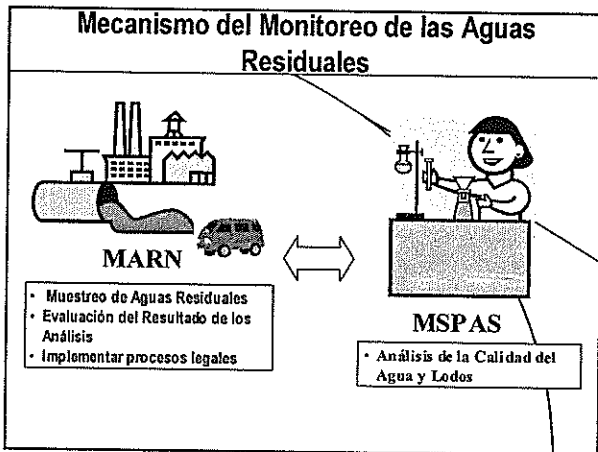 Mecanismo del Monitoreo de las Aguas
Residuales
MARN
• Muestreo de Aguas Residuales
• Evaluación del Resultado de los
Análisis
• Implementar procesos legales
MSPAS
• Análisis de la Calidad del
Agua y Lodos